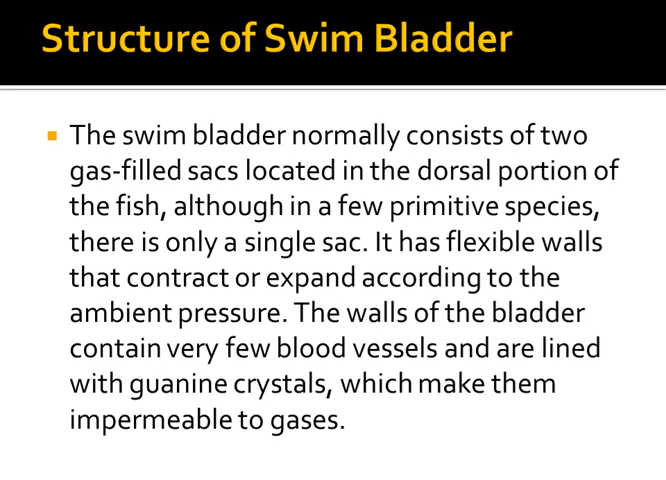 Structure of Swim Bladder
The swim bladder normally consists of two
gas-filled sacs located in the dorsal portion of
the fish, although in a few primitive species,
there is only a single sac. It has flexible walls
that contract or expand according to the
ambient pressure. The walls of the bladder
contain very few blood vessels and are lined
with guanine crystals, which make them
impermeable to gases.